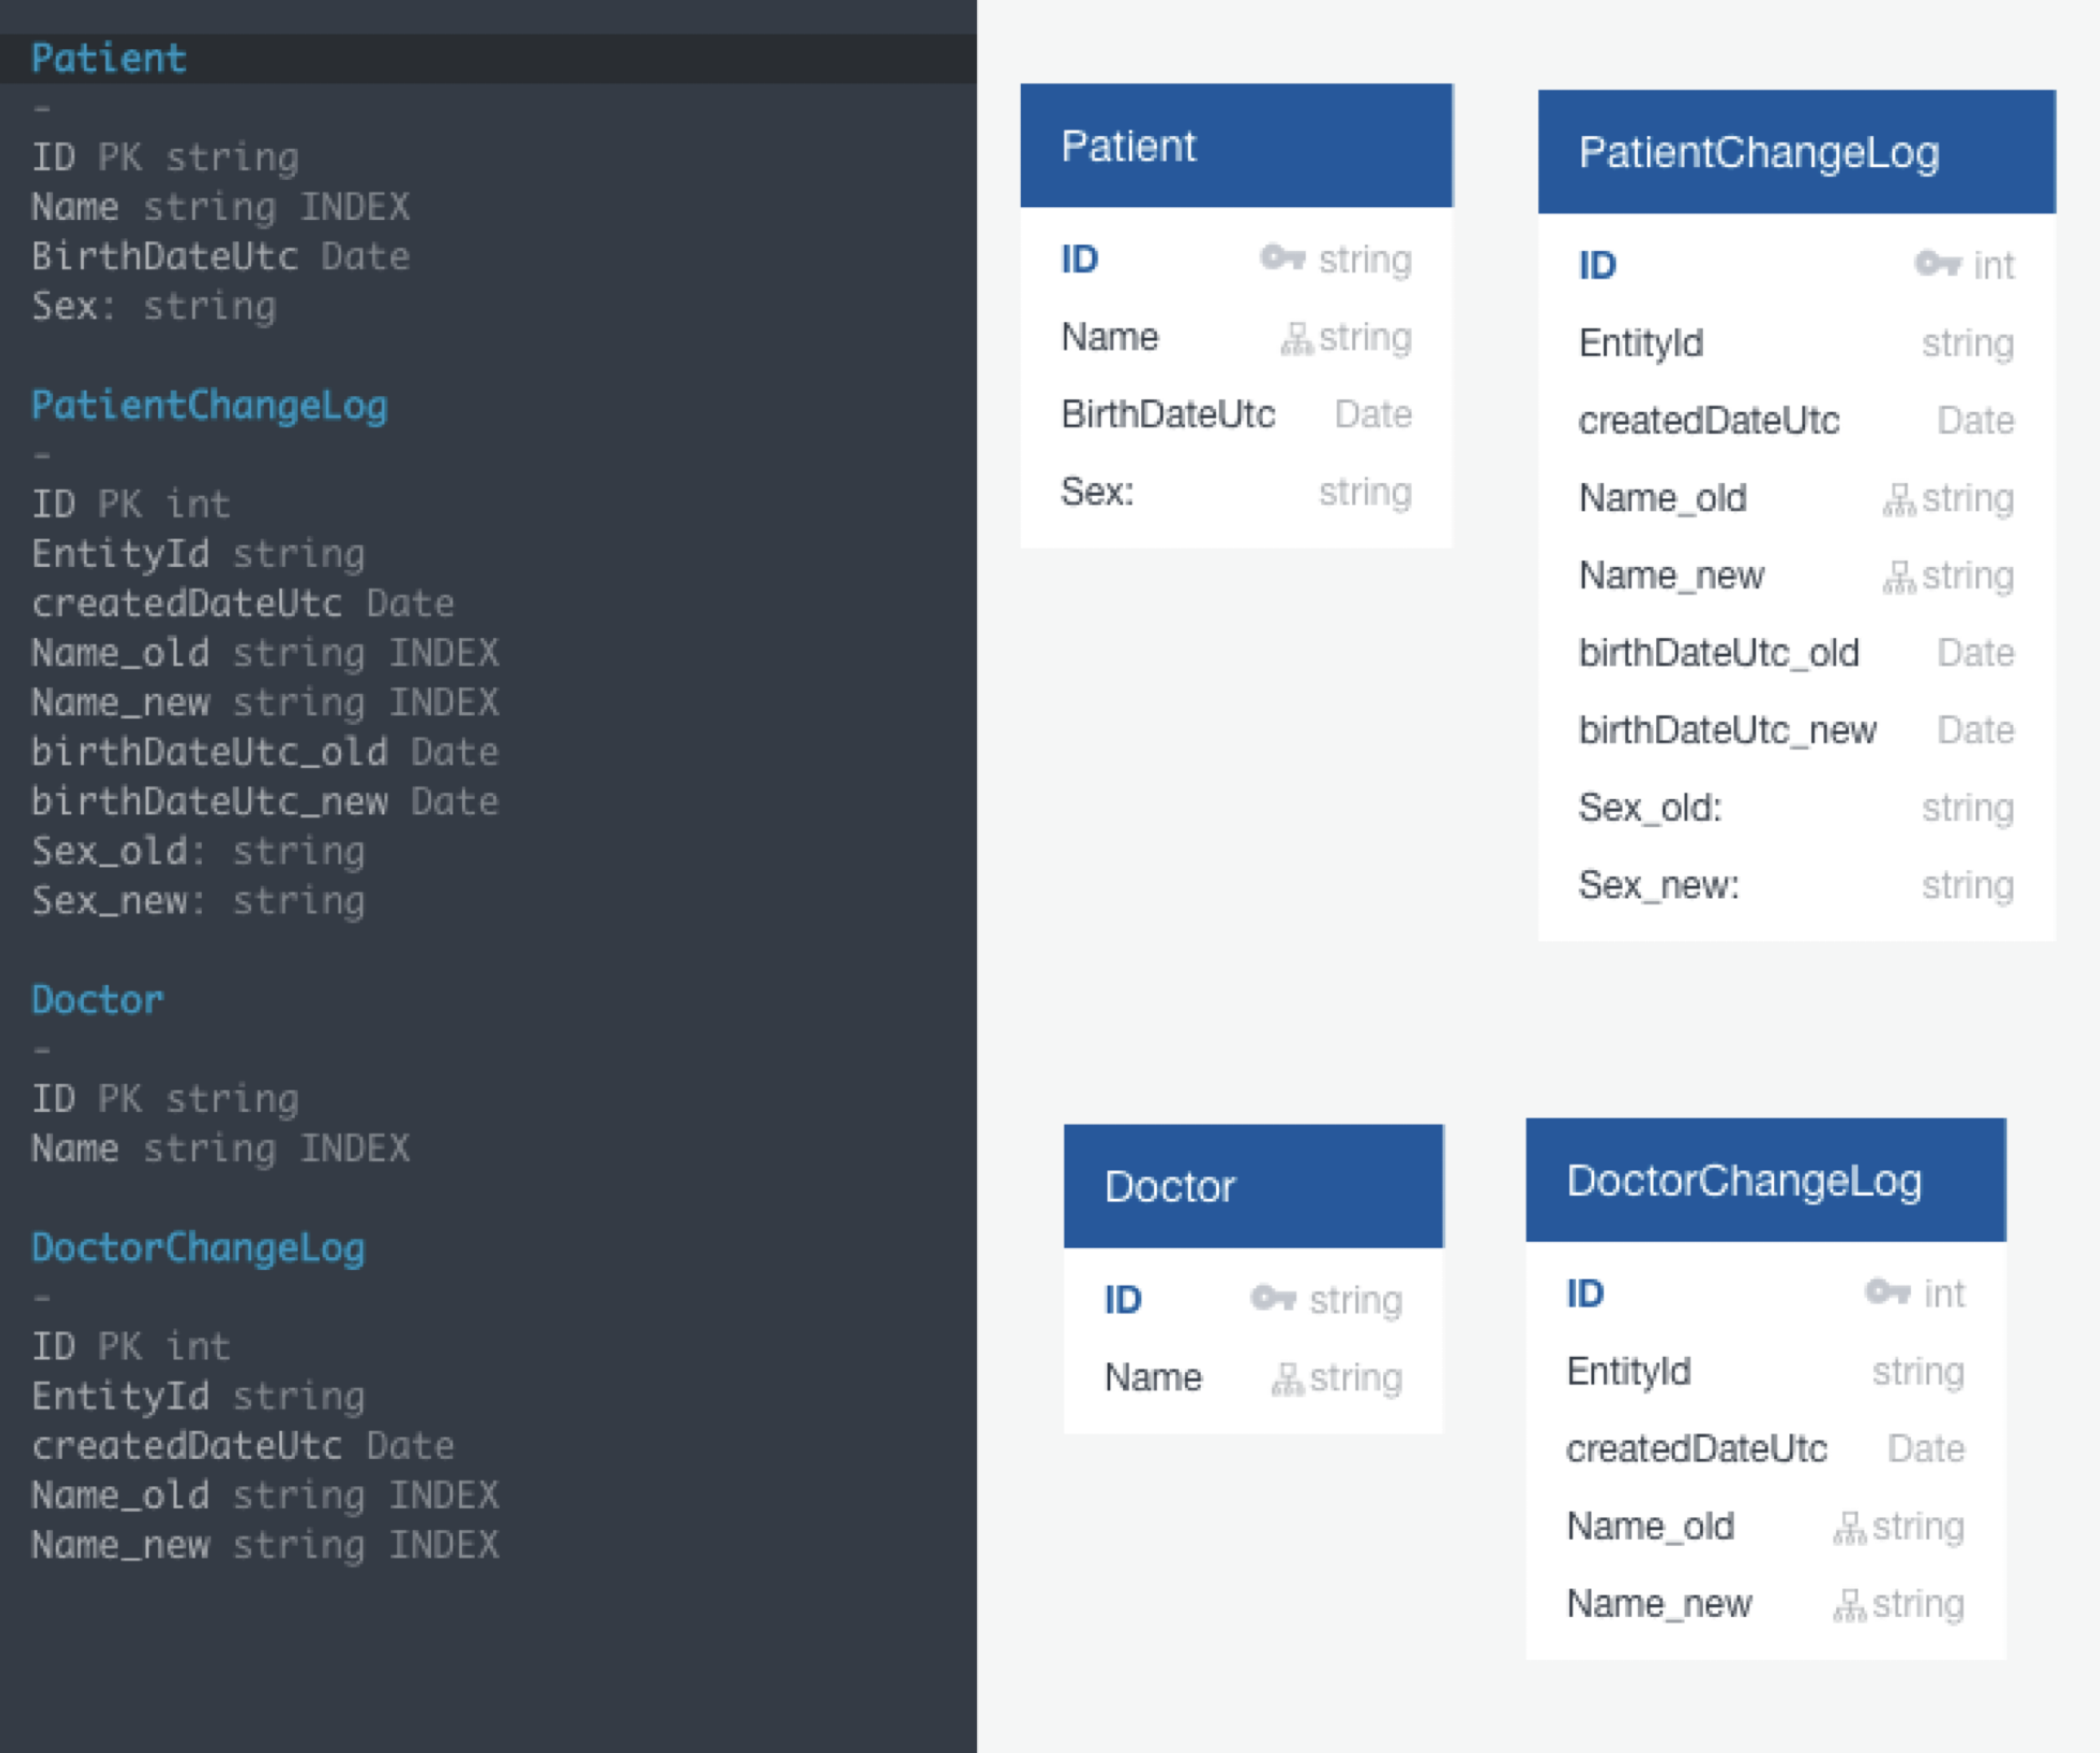 Patient
-
ID PK string
Name string INDEX
BirthDateUtc Date
Sex: string
PatientChangeLog
-
ID PK int
EntityId string
createdDateUtc Date
Name_old string INDEX
Name_new string INDEX
birthDateUtc_old Date
birthDateUtc_new Date
Sex_old: string
Sex_new: string
Doctor
-
ID PK string
Name string INDEX
DoctorChangeLog
-
ID PK int
EntityId string
createdDateUtc Date
Name_old string INDEX
Name_new string INDEX
Patient
ID string
Name string
BirthDateUtc Date
Sex: string
PatientChangeLog
ID int
EntityId string
createdDateUtc Date
Name_old string
Name_new string
birthDateUtc_old Date
birthDateUtc_new Date
Sex_old: string
Sex_new: string
Doctor
ID string
Name string
DoctorChangeLog
ID int
EntityId string
createdDateUtc Date
Name_old string
Name_new string